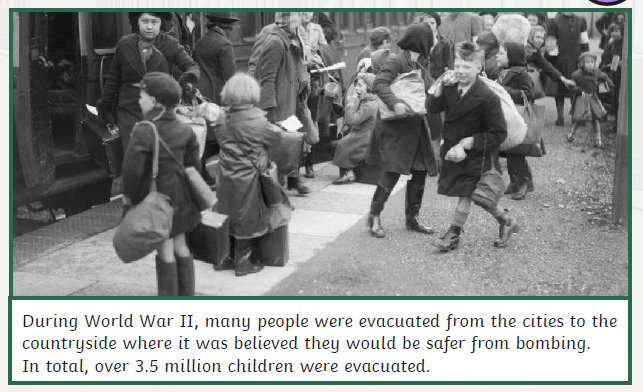 During World War II, many people were evacuated from the cities to the
countryside where it was believed they would be safer from bombing.
In total, over 3.5 million children were evacuated.